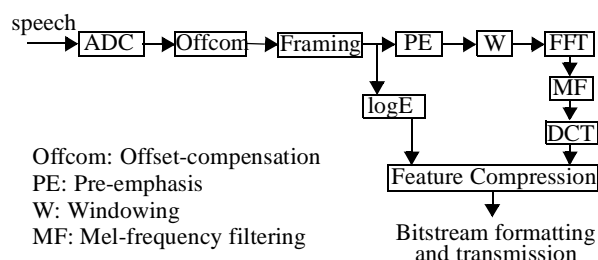 speech
ADC
Offcom
Framing
PE
W
FFT
MF
logE
DCT
Offcom: Offset-compensation
PE: Pre-emphasis
W: Windowing
MF: Mel-frequency filtering
Feature Compression
Bitstream formatting
and transmission